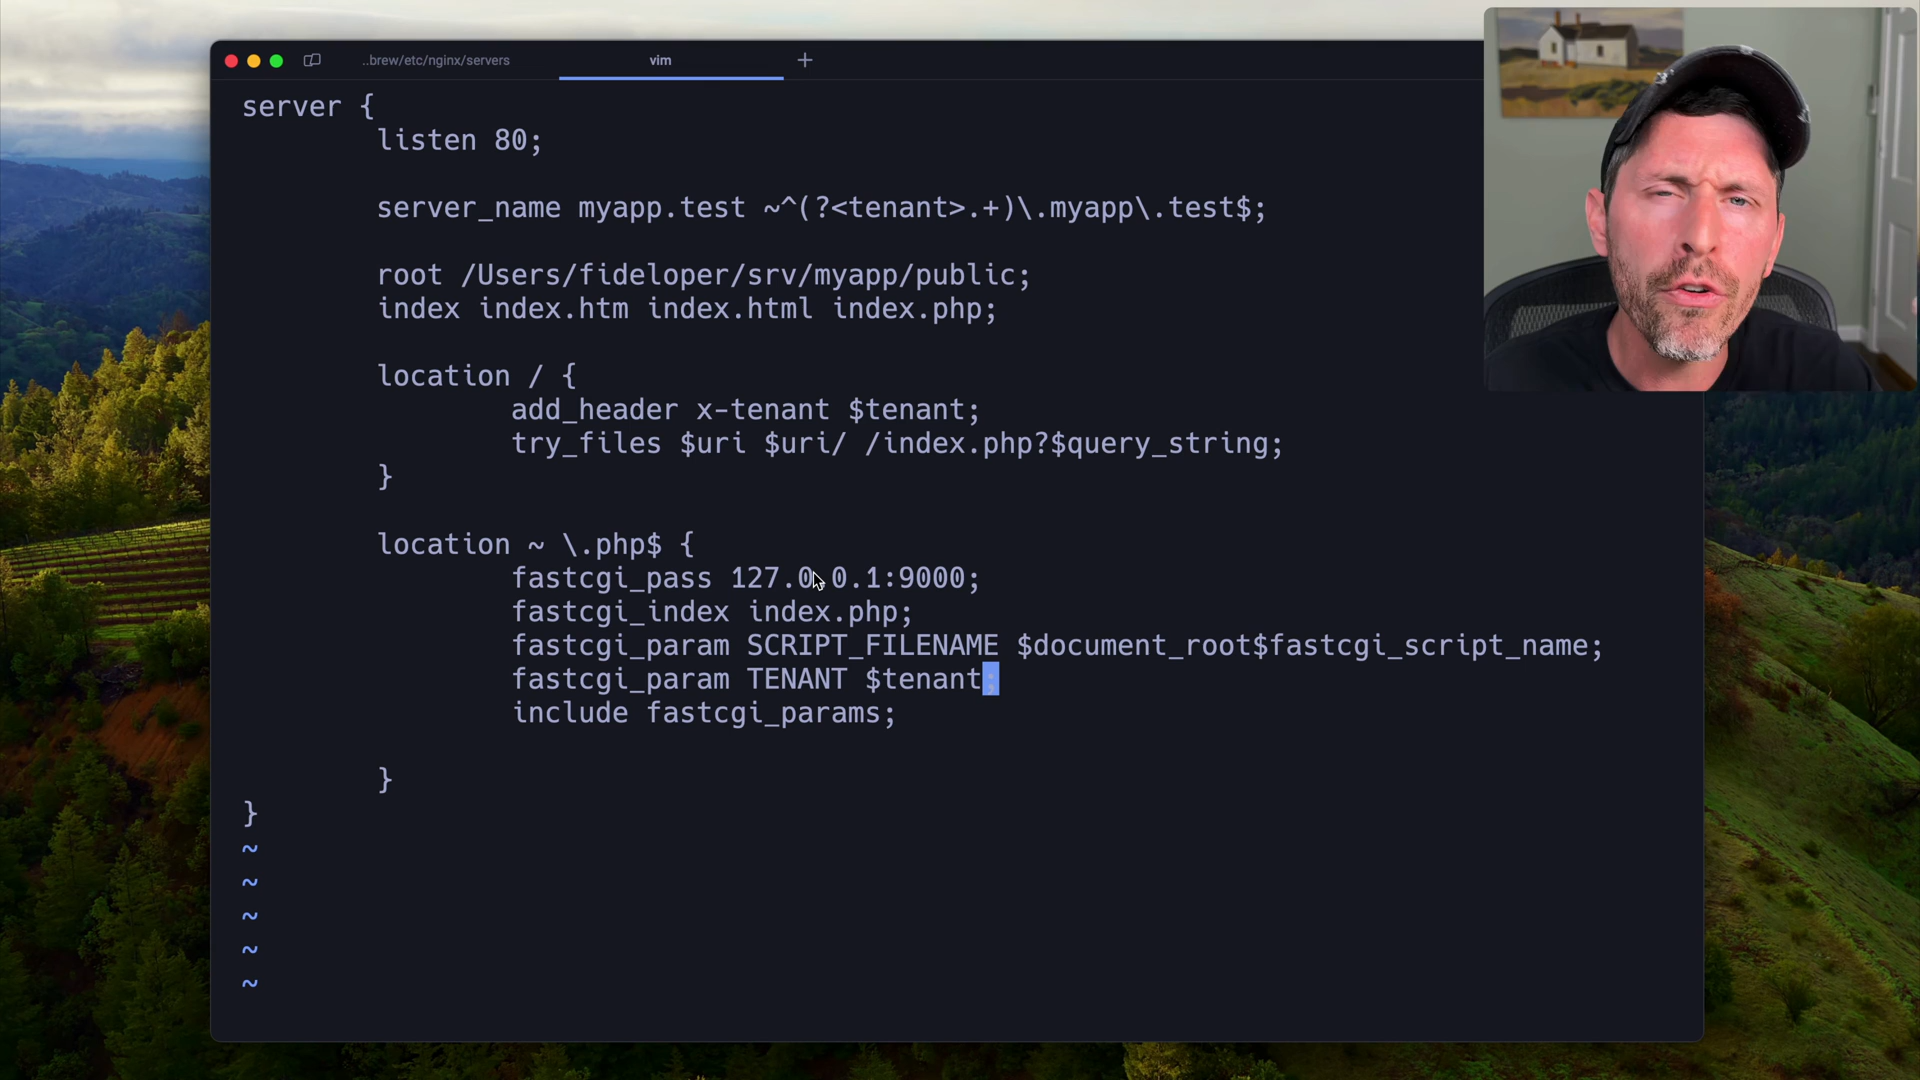 ..brew/etc/nginx/servers
vim
server {
listen 80;
server_name myapp.test ~^(?<tenant>.+)\.myapp\.test$;
root /Users/fideloper/srv/myapp/public;
index index.htm index.html index.php;
location / {
add_header x-tenant $tenant;
try_files $uri $uri/ /index.php?$query_string;
}
location ~ \.php$ {
fastcgi_pass 127.0.0.1:9000;
fastcgi_index index.php;
fastcgi_param SCRIPT_FILENAME $document_root$fastcgi_script_name;
fastcgi_param TENANT $tenant;
include fastcgi_params;
}
}
~
~
~
~
~